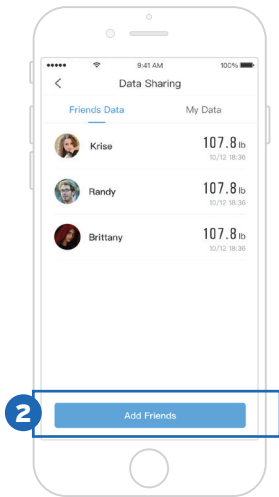 9:41 AM 100%
Data Sharing
Friends Data My Data
Krise 107.8 lb
10/12 18:36
Randy 107.8 lb
10/12 18:36
Brittany 107.8 lb
10/12 18:36
2
Add Friends